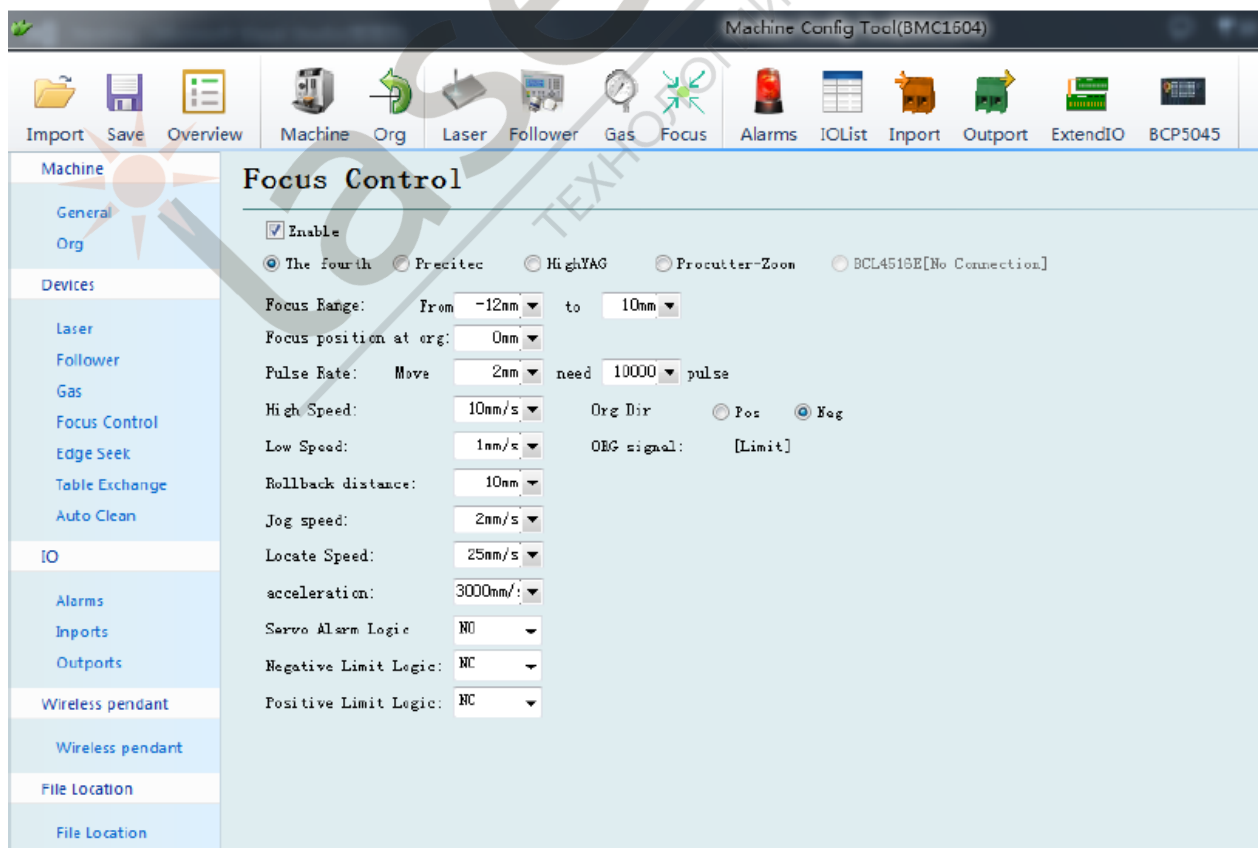 Machine Config Tool(BMC1604)
Import Save Overview Machine Org Laser Follower Gas Focus Alarms IOList Inport Outport ExtendIO BCP5045
Machine
General
Org
Devices
Laser
Follower
Gas
Focus Control
Edge Seek
Table Exchange
Auto Clean
IO
Alarms
Inports
Outports
Wireless pendant
Wireless pendant
File Location
File Location
Focus Control
Enable
The fourth Precitec HighYAG Procutter-Zoom BCL4516E[No Connection]
Focus Range: From -12mm to 10mm
Focus position at org: 0mm
Pulse Rate: Move 2mm need 10000 pulse
High Speed: 10mm/s Org Dir Pos Neg
Low Speed: 1mm/s ORG signal: [Limit]
Rollback distance: 10mm
Jog speed: 2mm/s
Locate Speed: 25mm/s
acceleration: 3000mm/
Servo Alarm Logic NO
Negative Limit Logic: NC
Positive Limit Logic: NC